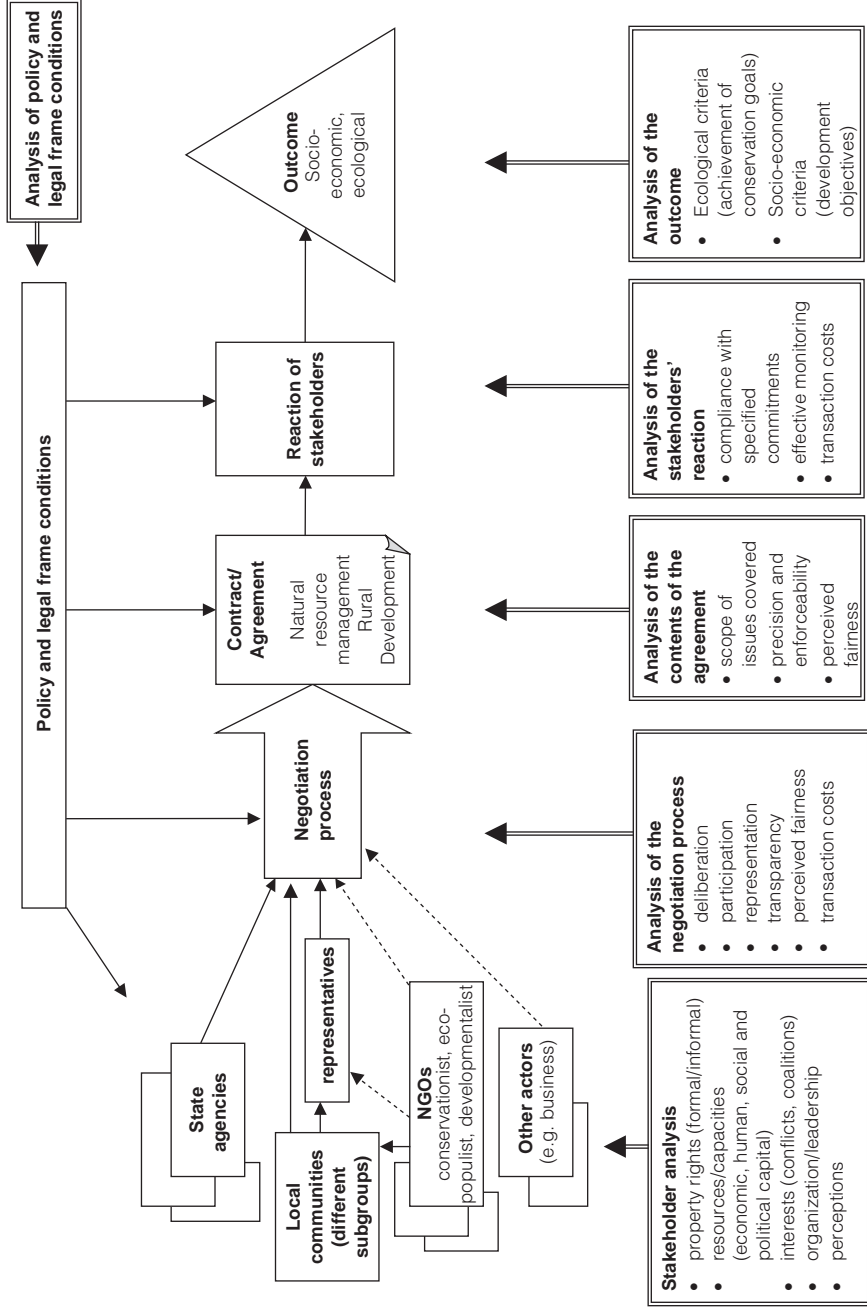 Analysis of policy and
legal frame conditions
Policy and legal frame conditions
State
agencies
Local
communities
(different
subgroups)
representatives
NGOs
conservationist, eco-
populist, developmentalist
Other actors
(e.g. business)
Negotiation
process
Contract/
Agreement
Natural
resource
management
Rural
Development
Reaction of
stakeholders
Outcome
Socio-
economic,
ecological
Stakeholder analysis
• property rights (formal/informal)
• resources/capacities
(economic, human, social and
political capital)
• interests (conflicts, coalitions)
• organization/leadership
• perceptions
Analysis of the
negotiation process
• deliberation
• participation
• representation
• transparency
• perceived fairness
• transaction costs
Analysis of the
contents of the
agreement
• scope of
issues covered
• precision and
enforceability
• perceived
fairness
Analysis of the
stakeholders'
reaction
• compliance with
specified
commitments
• effective monitoring
• transaction costs
Analysis of the
outcome
• Ecological criteria
(achievement of
conservation goals)
• Socio-economic
criteria
(development
objectives)